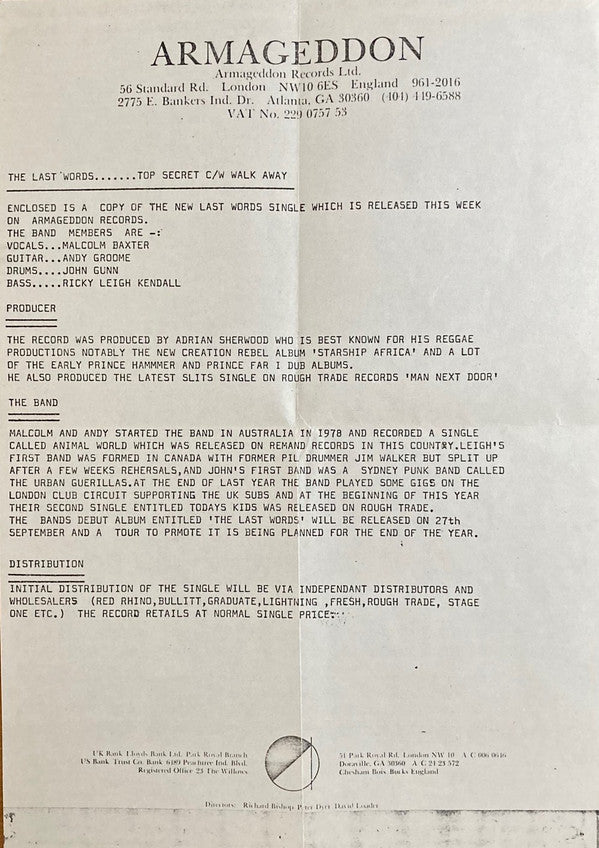 ARMAGEDDON
Armageddon Records Ltd.
56 Standard Rd. London NW10 6ES England 961-2016
2775 E. Bankers Ind. Dr. Atlanta, GA 30360 (404) 449-6588
VAT No. 229 0757 53
THE LAST WORDS.......TOP SECRET C/W WALK AWAY
ENCLOSED IS A COPY OF THE NEW LAST WORDS SINGLE WHICH IS RELEASED THIS WEEK
ON ARMAGEDDON RECORDS.
THE BAND MEMBERS ARE -:
VOCALS...MALCOLM BAXTER
GUITAR...ANDY GROOME
DRUMS....JOHN GUNN
BASS.....RICKY LEIGH KENDALL
PRODUCER
THE RECORD WAS PRODUCED BY ADRIAN SHERWOOD WHO IS BEST KNOWN FOR HIS REGGAE
PRODUCTIONS NOTABLY THE NEW CREATION REBEL ALBUM 'STARSHIP AFRICA' AND A LOT
OF THE EARLY PRINCE HAMMMER AND PRINCE FAR I DUB ALBUMS.
HE ALSO PRODUCED THE LATEST SLITS SINGLE ON ROUGH TRADE RECORDS 'MAN NEXT DOOR'
THE BAND
MALCOLM AND ANDY STARTED THE BAND IN AUSTRALIA IN 1978 AND RECORDED A SINGLE
CALLED ANIMAL WORLD WHICH WAS RELEASED ON REMAND RECORDS IN THIS COUNTRY.LEIGH'S
FIRST BAND WAS FORMED IN CANADA WITH FORMER PIL DRUMMER JIM WALKER BUT SPLIT UP
AFTER A FEW WEEKS REHERSALS,AND JOHN'S FIRST BAND WAS A SYDNEY PUNK BAND CALLED
THE URBAN GUERILLAS.AT THE END OF LAST YEAR THE BAND PLAYED SOME GIGS ON THE
LONDON CLUB CIRCUIT SUPPORTING THE UK SUBS AND AT THE BEGINNING OF THIS YEAR
THEIR SECOND SINGLE ENTITLED TODAYS KIDS WAS RELEASED ON ROUGH TRADE.
THE BANDS DEBUT ALBUM ENTITLED 'THE LAST WORDS' WILL BE RELEASED ON 27th
SEPTEMBER AND A TOUR TO PRMOTE IT IS BEING PLANNED FOR THE END OF THE YEAR.
DISTRIBUTION
INITIAL DISTRIBUTION OF THE SINGLE WILL BE VIA INDEPENDANT DISTRIBUTORS AND
WHOLESALERS (RED RHINO,BULLITT,GRADUATE,LIGHTNING ,FRESH,ROUGH TRADE, STAGE
ONE ETC.) THE RECORD RETAILS AT NORMAL SINGLE PRICE.
UK Bank Lloyds Bank Ltd. Park Royal Branch
US Bank Trust Co. Bank 6489 Peachtree Ind. Blvd.
Registered Office 23 The Willows
51 Park Royal Rd. London NW 10 A/C
Doraville, GA 30360 A/C 21 23 572
Chesham Bois Bucks England
Directors: Richard Bishop Peter Dyer David Loader